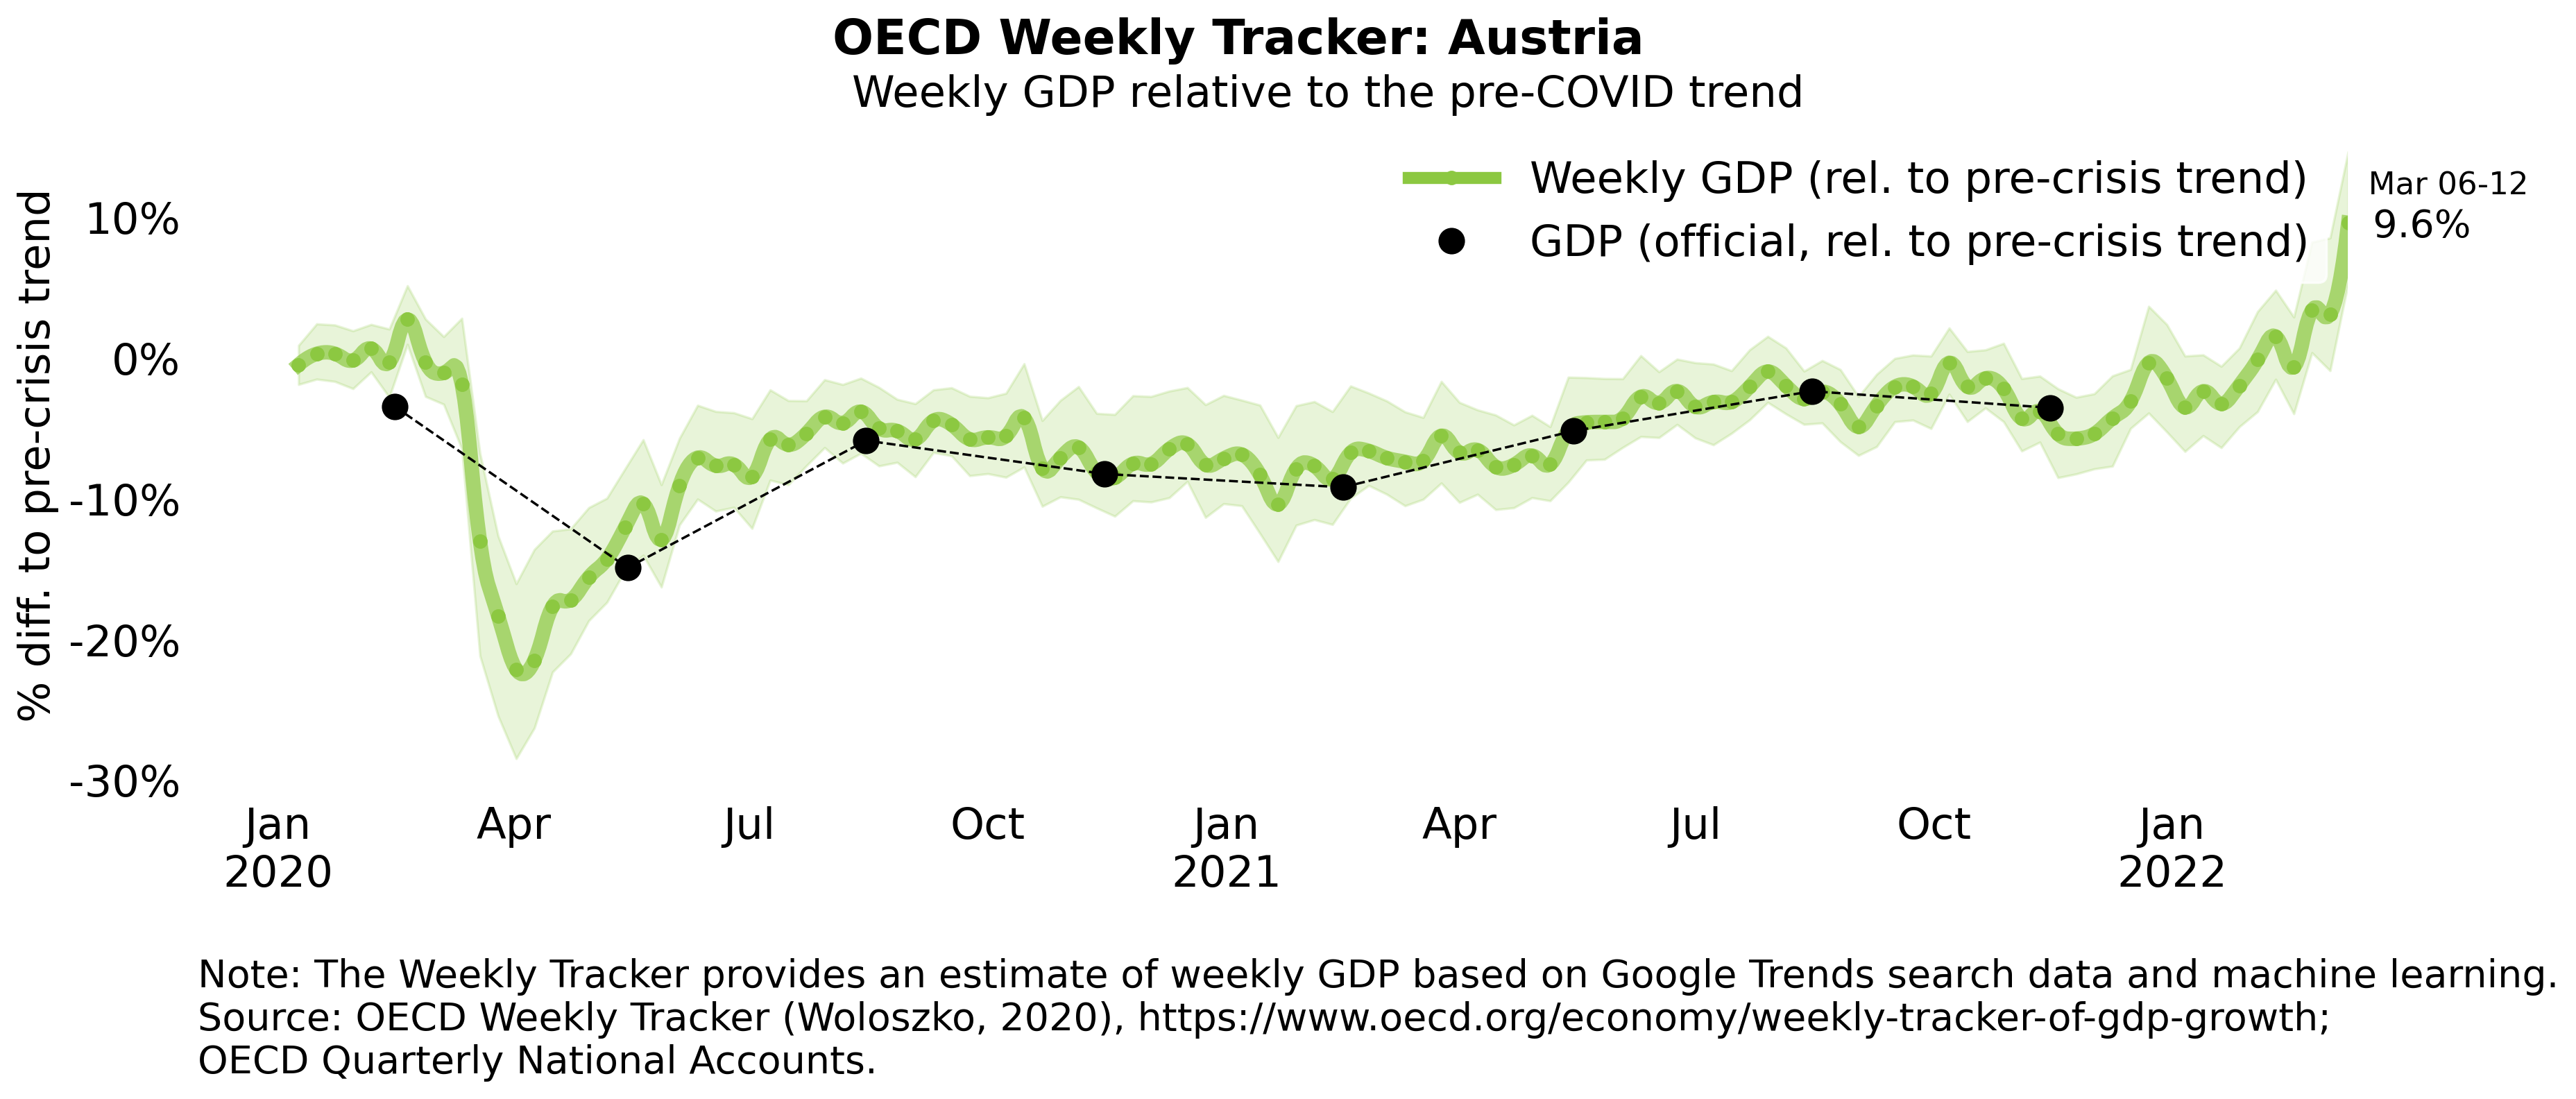 OECD Weekly Tracker: Austria
Weekly GDP relative to the pre-COVID trend
Weekly GDP (rel. to pre-crisis trend)
GDP (official, rel. to pre-crisis trend)
Mar 06-12
9.6%
% diff. to pre-crisis trend
10%
0%
-10%
-20%
-30%
Jan Apr Jul Oct Jan Apr Jul Oct Jan
2020 2021 2022
Note: The Weekly Tracker provides an estimate of weekly GDP based on Google Trends search data and machine learning.
Source: OECD Weekly Tracker (Woloszko, 2020), https://www.oecd.org/economy/weekly-tracker-of-gdp-growth;
OECD Quarterly National Accounts.